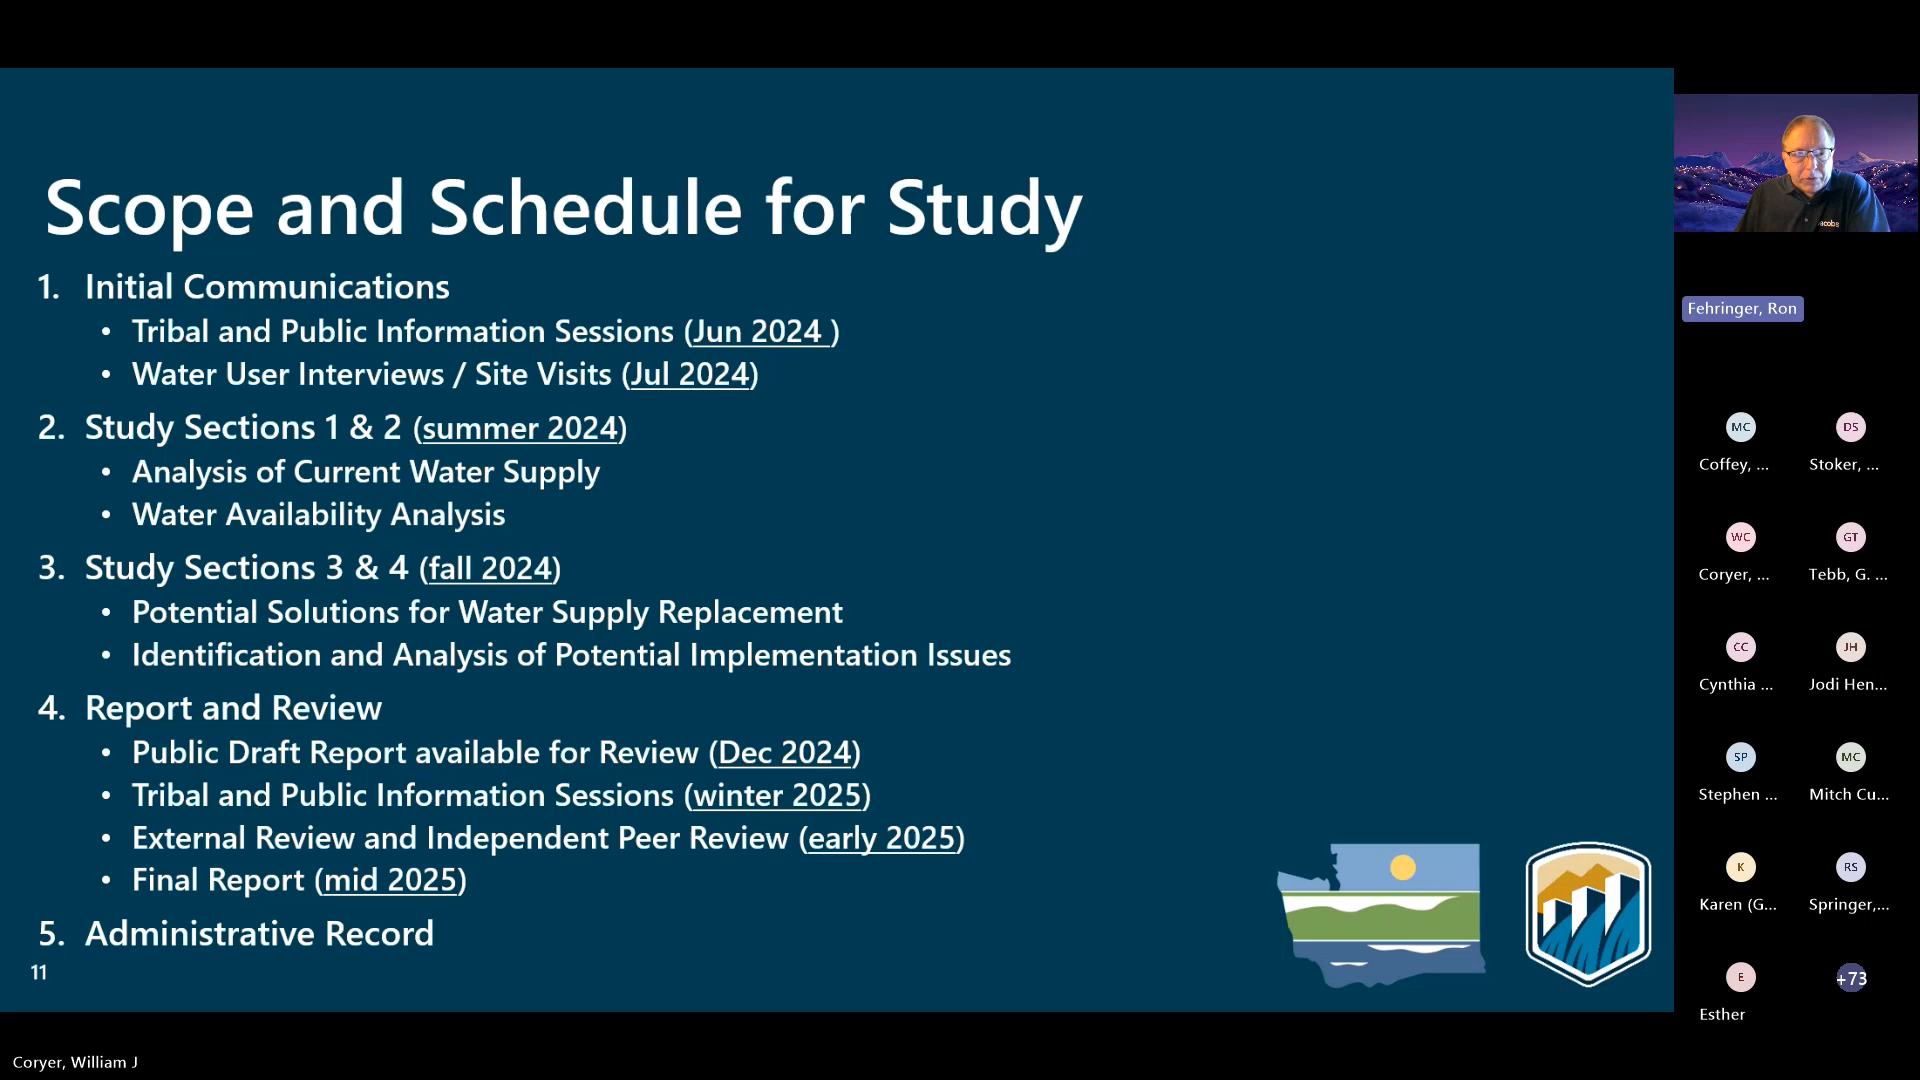 Scope and Schedule for Study
1. Initial Communications
• Tribal and Public Information Sessions (Jun 2024 )
• Water User Interviews / Site Visits (Jul 2024)
2. Study Sections 1 & 2 (summer 2024)
• Analysis of Current Water Supply
• Water Availability Analysis
3. Study Sections 3 & 4 (fall 2024)
• Potential Solutions for Water Supply Replacement
• Identification and Analysis of Potential Implementation Issues
4. Report and Review
• Public Draft Report available for Review (Dec 2024)
• Tribal and Public Information Sessions (winter 2025)
• External Review and Independent Peer Review (early 2025)
• Final Report (mid 2025)
5. Administrative Record
11
acobs
Fehringer, Ron
MC DS
Coffey, ... Stoker, ...
WC GT
Coryer, ... Tebb, G. ...
CC JH
Cynthia ... Jodi Hen...
SP MC
Stephen ... Mitch Cu...
K RS
Karen (G... Springer,...
E +73
Esther
Coryer, William J